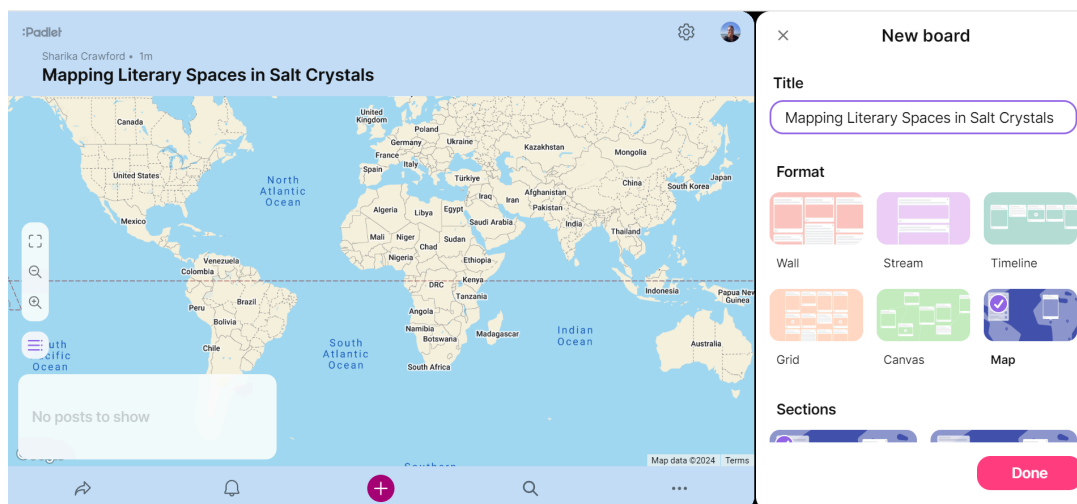 :Padlet
Sharika Crawford • 1m
Mapping Literary Spaces in Salt Crystals
Canada
United States
Mexico
North
Atlantic
Ocean
United
Kingdom
Poland
Germany
Ukraine
France
Italy
Spain
Türkiye
Kazakhstan
Mongolia
China
Japan
South Korea
Afghanistan
Iraq
Iran
Pakistan
Algeria
Libya
Egypt
Saudi Arabia
India
Thailand
Mali
Niger
Chad
Sudan
Nigeria
Ethiopia
Venezuela
Colombia
DRC
Kenya
Tanzania
Indonesia
Papua New
Guinea
Peru
Brazil
Bolivia
Angola
Namibia
Botswana
Madagascar
Chile
South
Atlantic
Ocean
South Africa
Indian
Ocean
Australia
Ocean
No posts to show
Map data ©2024
Terms
New board
Title
Mapping Literary Spaces in Salt Crystals
Format
Wall
Stream
Timeline
Grid
Canvas
Map
Sections
Done